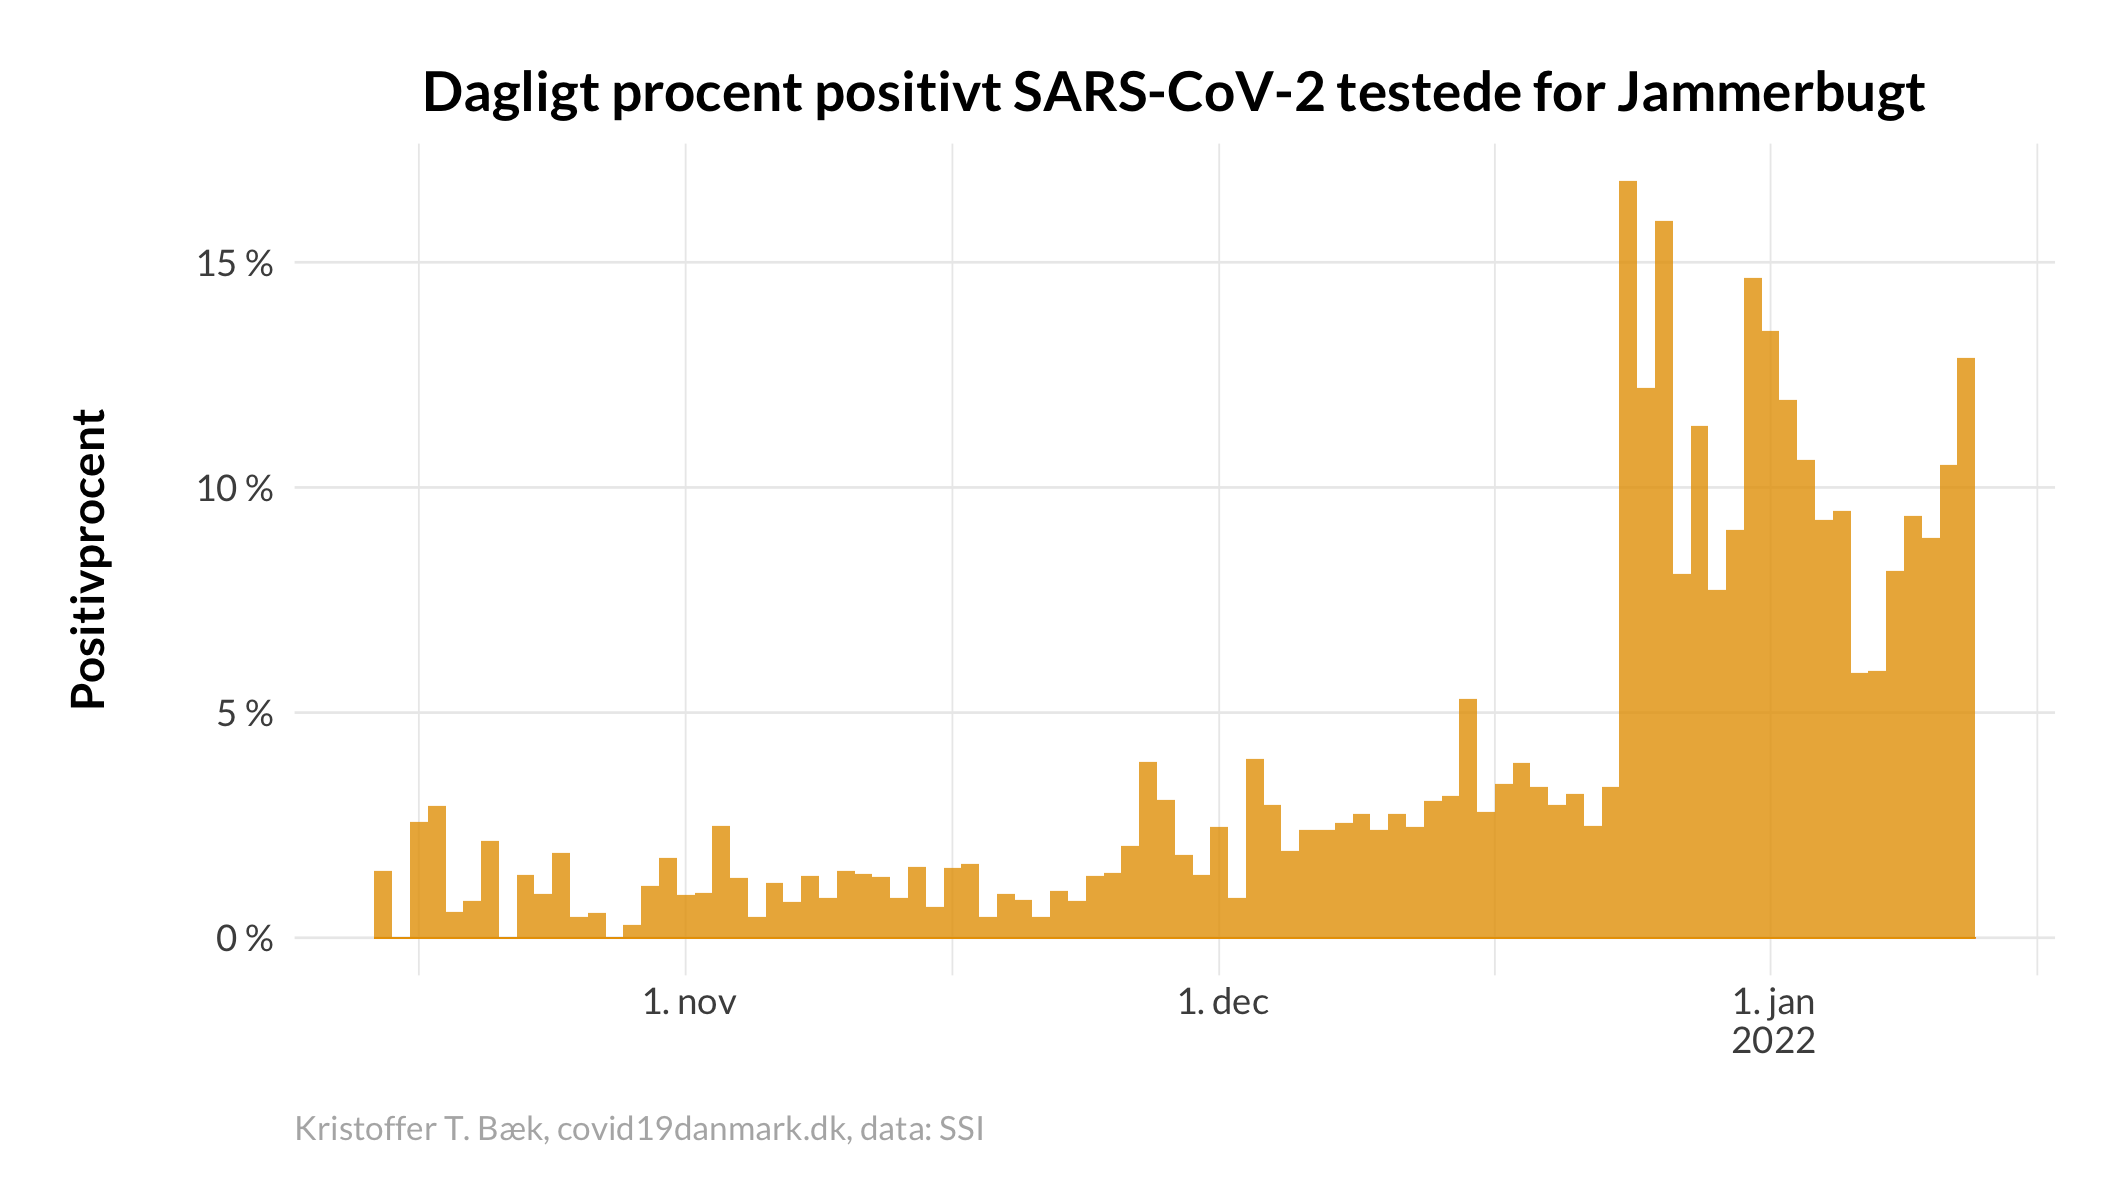 Dagligt procent positivt SARS-CoV-2 testede for Jammerbugt
Positivprocent
15 %
10 %
5 %
0 %
1. nov
1. dec
1. jan
2022
Kristoffer T. Bæk, covid19danmark.dk, data: SSI